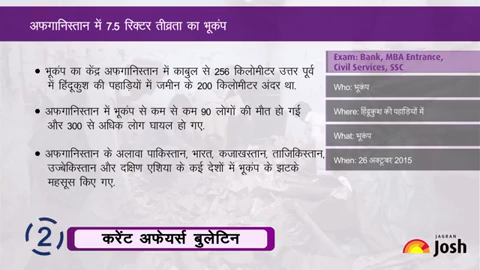 अफगानिस्तान में 7.5 रिक्टर तीव्रता का भूकंप
• भूकंप का केंद्र अफगानिस्तान में काबुल से 256 किलोमीटर उत्तर पूर्व
में हिंदूकुश की पहाड़ियों में जमीन के 200 किलोमीटर अंदर था.
• अफगानिस्तान में भूकंप से कम से कम 90 लोगों की मौत हो गई
और 300 से अधिक लोग घायल हो गए.
• अफगानिस्तान के अलावा पाकिस्तान, भारत, कजाखस्तान, ताजिकिस्तान,
उज्बेकिस्तान और दक्षिण एशिया के कई देशों में भूकंप के झटके
महसूस किए गए.
Exam: Bank, MBA Entrance,
Civil Services, SSC
Who: भूकंप
Where: हिंदूकुश की पहाड़ियों में
What: भूकंप
When: 26 अक्टूबर 2015
2
करेंट अफेयर्स बुलेटिन
JAGRAN
Josh